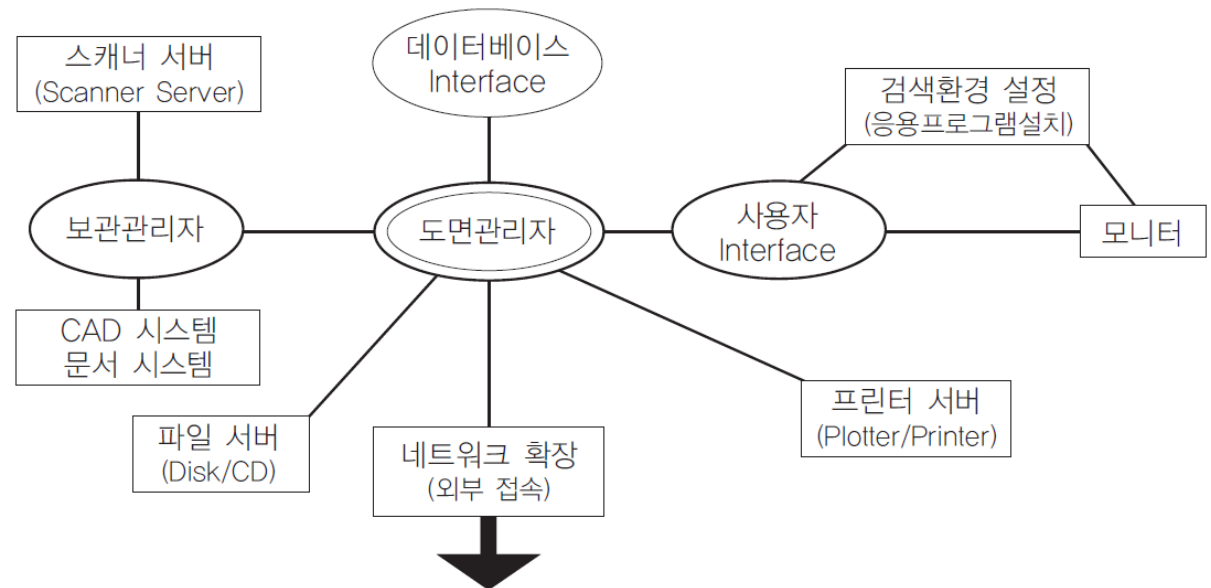 스캐너 서버
(Scanner Server)
데이터베이스
Interface
검색환경 설정
(응용프로그램설치)
보관관리자
도면관리자
사용자
Interface
모니터
CAD 시스템
문서 시스템
파일 서버
(Disk/CD)
네트워크 확장
(외부 접속)
프린터 서버
(Plotter/Printer)